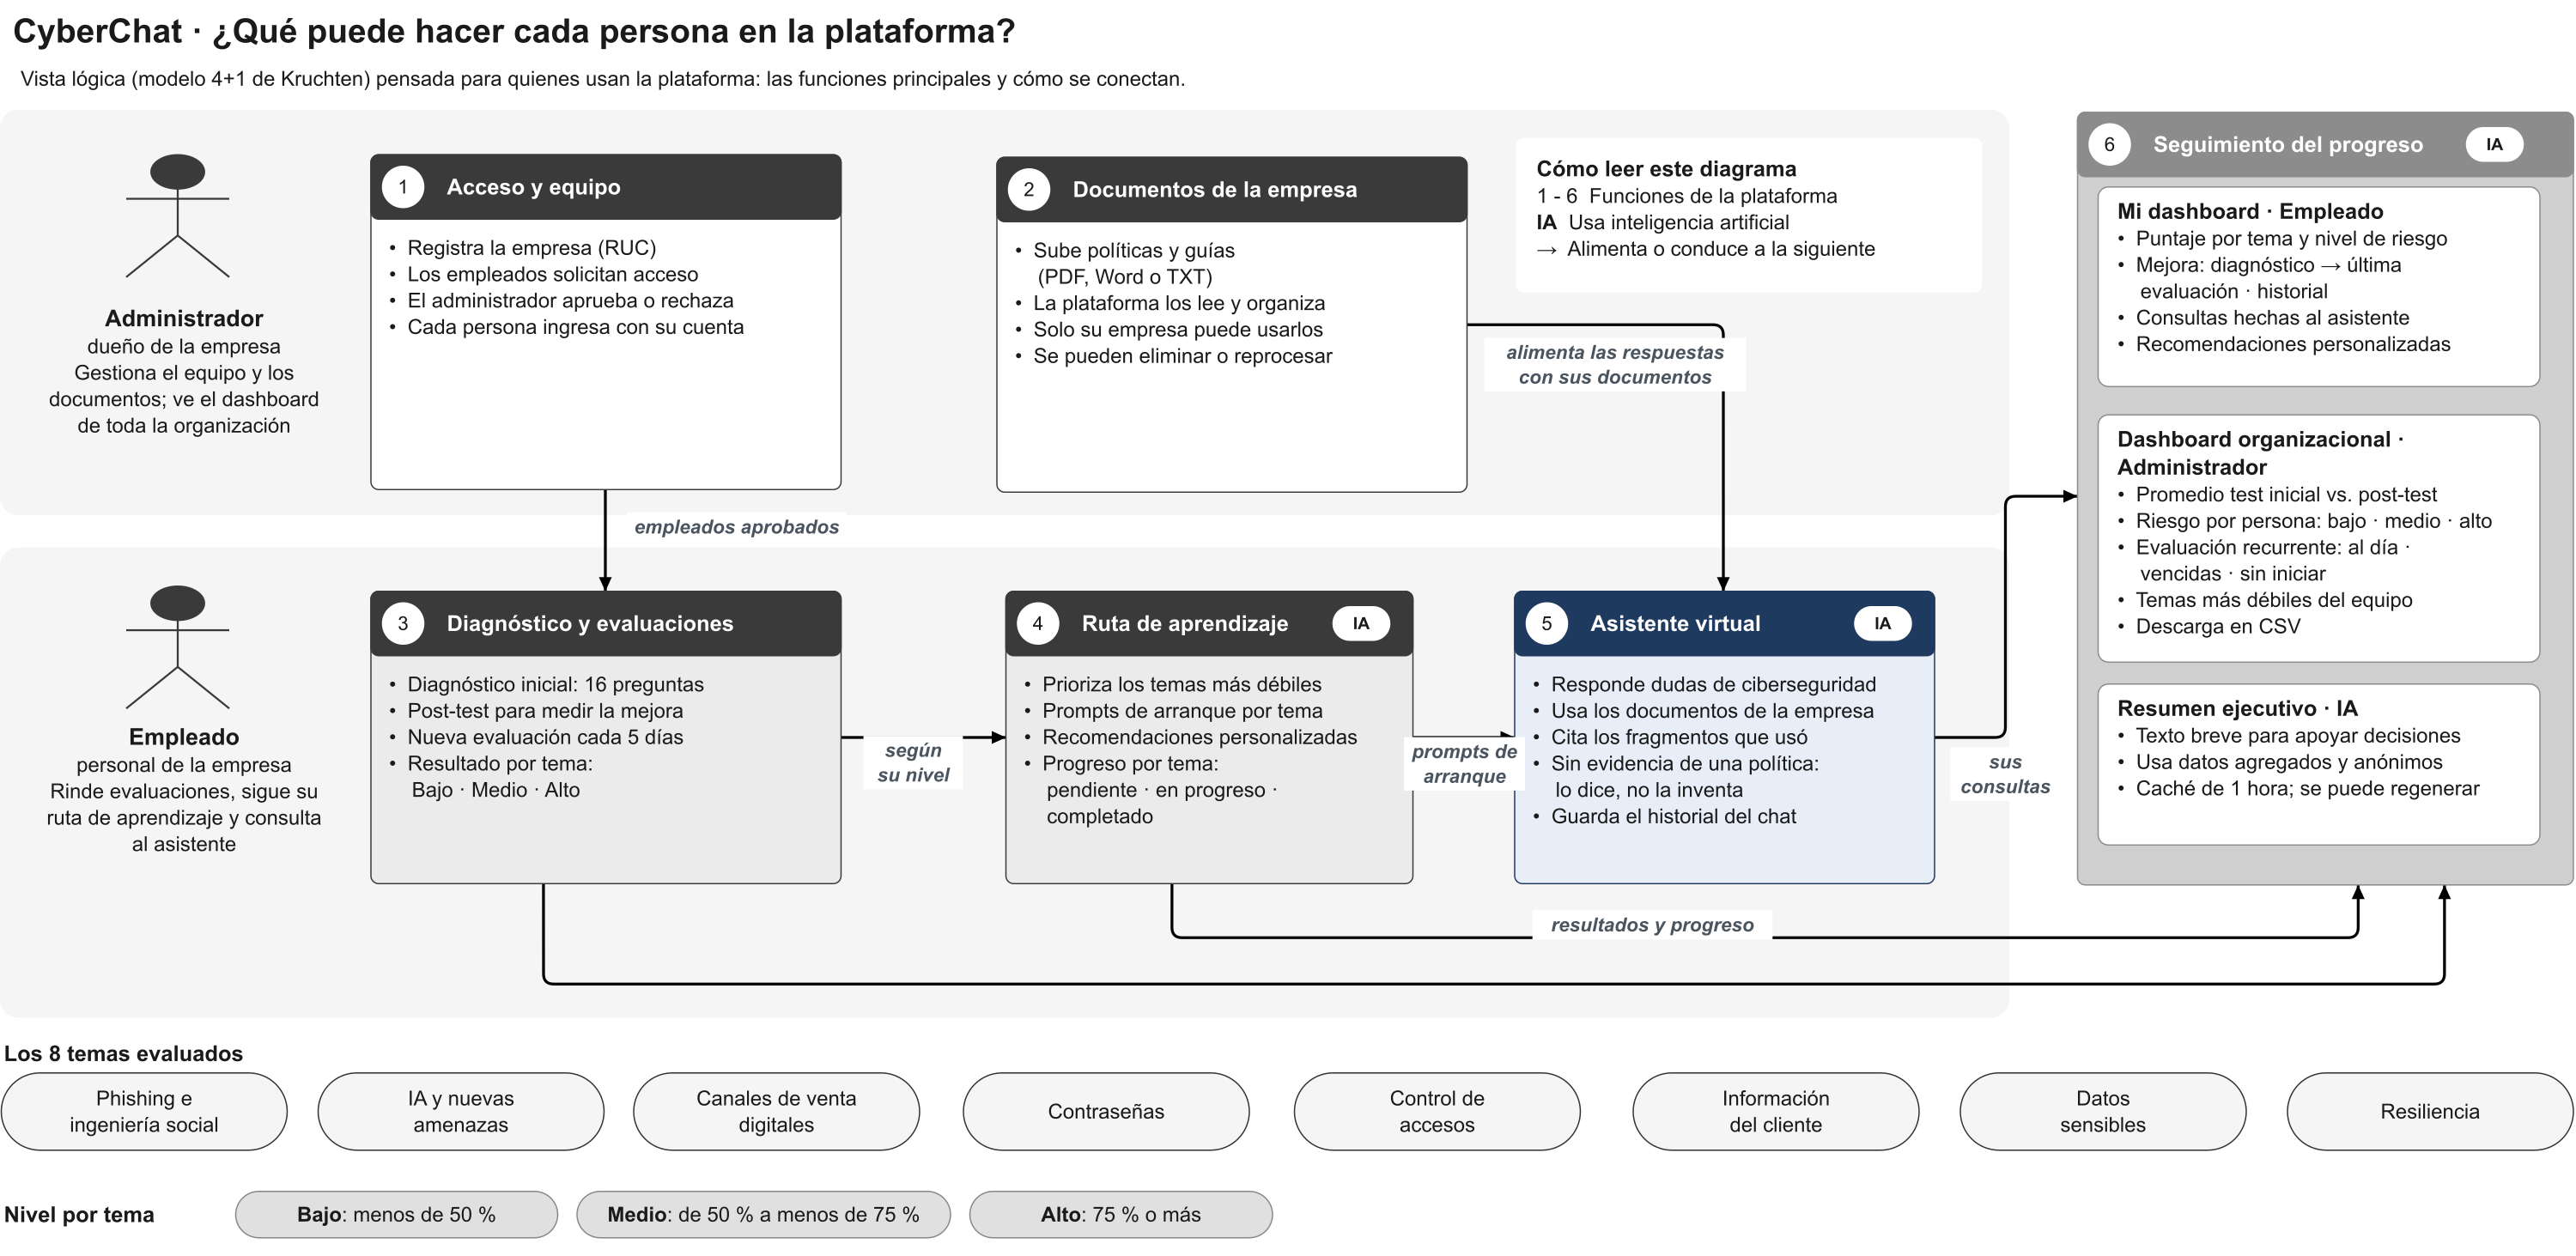 CyberChat · ¿Qué puede hacer cada persona en la plataforma?
Vista lógica (modelo 4+1 de Kruchten) pensada para quienes usan la plataforma: las funciones principales y cómo se conectan.
Administrador
dueño de la empresa
Gestiona el equipo y los
documentos; ve el dashboard
de toda la organización
1 Acceso y equipo
• Registra la empresa (RUC)
• Los empleados solicitan acceso
• El administrador aprueba o rechaza
• Cada persona ingresa con su cuenta
2 Documentos de la empresa
• Sube políticas y guías
(PDF, Word o TXT)
• La plataforma los lee y organiza
• Solo su empresa puede usarlos
• Se pueden eliminar o reprocesar
Cómo leer este diagrama
1 - 6 Funciones de la plataforma
IA Usa inteligencia artificial
→ Alimenta o conduce a la siguiente
alimenta las respuestas
con sus documentos
empleados aprobados
Empleado
personal de la empresa
Rinde evaluaciones, sigue su
ruta de aprendizaje y consulta
al asistente
3 Diagnóstico y evaluaciones
• Diagnóstico inicial: 16 preguntas
• Post-test para medir la mejora
• Nueva evaluación cada 5 días
• Resultado por tema:
Bajo · Medio · Alto
según
su nivel
4 Ruta de aprendizaje IA
• Prioriza los temas más débiles
• Prompts de arranque por tema
• Recomendaciones personalizadas
• Progreso por tema:
pendiente · en progreso ·
completado
prompts de
arranque
5 Asistente virtual IA
• Responde dudas de ciberseguridad
• Usa los documentos de la empresa
• Cita los fragmentos que usó
• Sin evidencia de una política:
lo dice, no la inventa
• Guarda el historial del chat
sus
consultas
resultados y progreso
6 Seguimiento del progreso IA
Mi dashboard · Empleado
• Puntaje por tema y nivel de riesgo
• Mejora: diagnóstico → última
evaluación · historial
• Consultas hechas al asistente
• Recomendaciones personalizadas
Dashboard organizacional ·
Administrador
• Promedio test inicial vs. post-test
• Riesgo por persona: bajo · medio · alto
• Evaluación recurrente: al día ·
vencidas · sin iniciar
• Temas más débiles del equipo
• Descarga en CSV
Resumen ejecutivo · IA
• Texto breve para apoyar decisiones
• Usa datos agregados y anónimos
• Caché de 1 hora; se puede regenerar
Los 8 temas evaluados
Phishing e
ingeniería social
IA y nuevas
amenazas
Canales de venta
digitales
Contraseñas
Control de
accesos
Información
del cliente
Datos
sensibles
Resiliencia
Nivel por tema
Bajo: menos de 50 %
Medio: de 50 % a menos de 75 %
Alto: 75 % o más